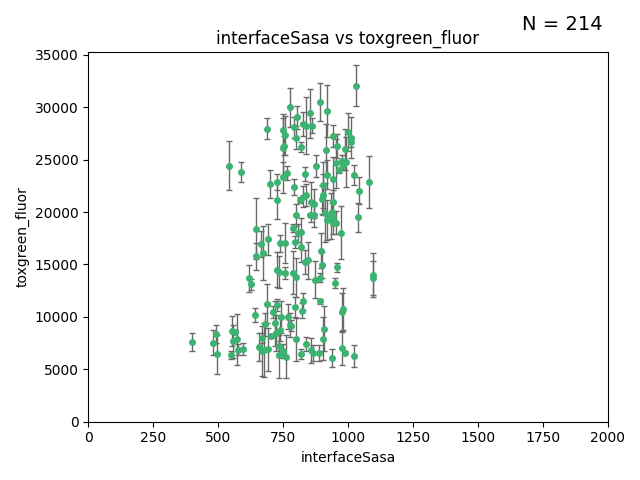 N = 214
interfaceSasa vs toxgreen_fluor
35000
30000
25000
20000
15000
10000
5000
0
toxgreen_fluor
0 250 500 750 1000 1250 1500 1750 2000
interfaceSasa